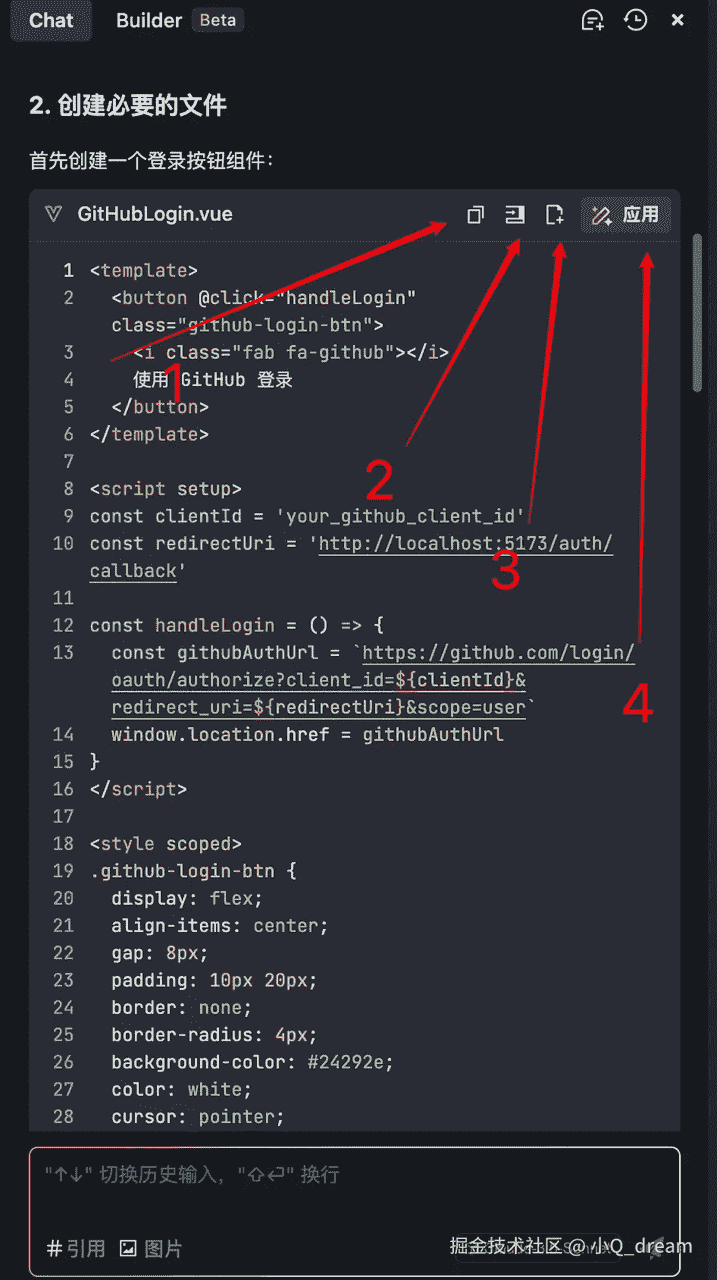 Chat Builder Beta
2. 创建必要的文件
首先创建一个登录按钮组件：
GitHubLogin.vue 应用
1 <template>
2 <button @click="handleLogin"
class="github-login-btn">
3 <i class="fab fa-github"></i>
4 使用 GitHub 登录
5 </button>
6 </template>
7
8 <script setup>
9 const clientId = 'your_github_client_id'
10 const redirectUri = 'http://localhost:5173/auth/
callback'
11
12 const handleLogin = () => {
13 const githubAuthUrl = `https://github.com/login/
oauth/authorize?client_id=${clientId}&
redirect_uri=${redirectUri}&scope=user`
14 window.location.href = githubAuthUrl
15 }
16 </script>
17
18 <style scoped>
19 .github-login-btn {
20 display: flex;
21 align-items: center;
22 gap: 8px;
23 padding: 10px 20px;
24 border: none;
25 border-radius: 4px;
26 background-color: #24292e;
27 color: white;
28 cursor: pointer;
1
2
3
4
"↑↓" 切换历史输入，"⇧⏎" 换行
#引用 图片
掘金技术社区 @ 小Q_dream